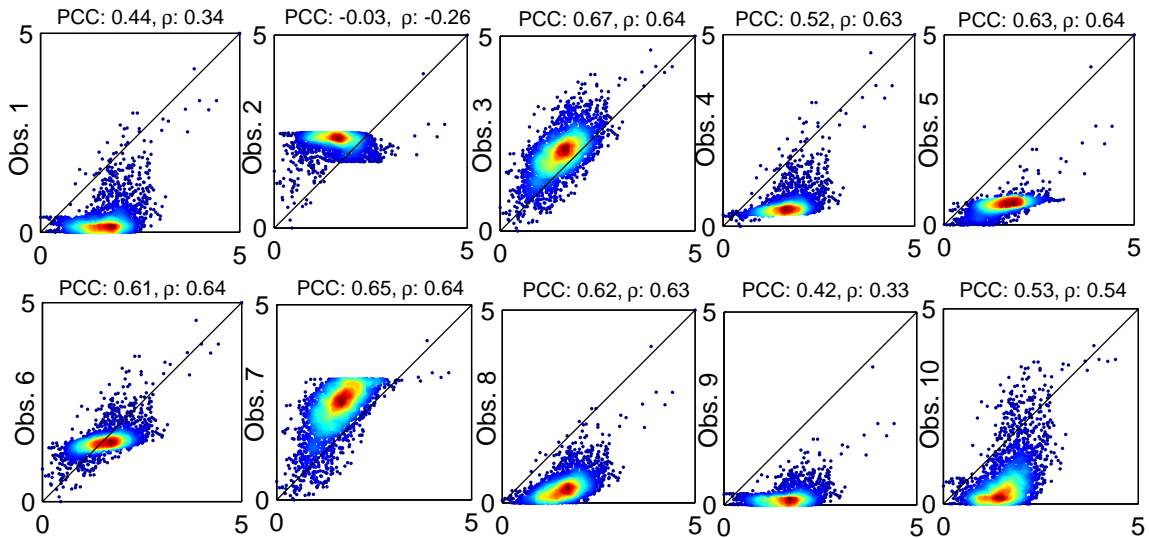 PCC: 0.44, ρ: 0.34
PCC: -0.03, ρ: -0.26
PCC: 0.67, ρ: 0.64
PCC: 0.52, ρ: 0.63
PCC: 0.63, ρ: 0.64
5
5
5
5
5
Obs. 1
Obs. 2
Obs. 3
Obs. 4
Obs. 5
0
0
0
0
0
0
5
0
5
0
5
0
5
0
5
PCC: 0.61, ρ: 0.64
PCC: 0.65, ρ: 0.64
PCC: 0.62, ρ: 0.63
PCC: 0.42, ρ: 0.33
PCC: 0.53, ρ: 0.54
5
5
5
5
5
Obs. 6
Obs. 7
Obs. 8
Obs. 9
Obs. 10
0
0
0
0
0
0
5
0
5
0
5
0
5
0
5